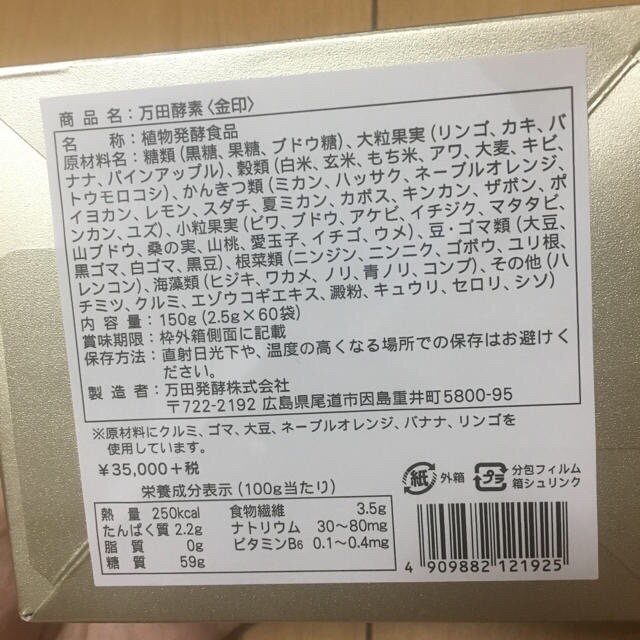 商品名:万田酵素〈金印〉
名　　称:植物発酵食品
原材料名:糖類(黒糖、果糖、ブドウ糖)、大粒果実(リンゴ、カキ、バ
ナナ、パインアップル)、穀類(白米、玄米、もち米、アワ、大麦、キビ、
トウモロコシ)、かんきつ類(ミカン、ハッサク、ネーブルオレンジ、
イヨカン、レモン、スダチ、夏ミカン、カボス、キンカン、ザボン、ポ
ンカン、ユズ)、小粒果実(ビワ、ブドウ、アケビ、イチジク、マタタビ、
山ブドウ、桑の実、山桃、愛玉子、イチゴ、ウメ)、豆・ゴマ類(大豆、
黒ゴマ、白ゴマ、黒豆)、根菜類(ニンジン、ニンニク、ゴボウ、ユリ根、
レンコン)、海藻類(ヒジキ、ワカメ、ノリ、青ノリ、コンブ)、その他(ハ
チミツ、クルミ、エゾウコギエキス、澱粉、キュウリ、セロリ、シソ)
内容量:150g(2.5g×60袋)
賞味期限:枠外箱側面に記載
保存方法:直射日光下や、温度の高くなる場所での保存はお避けく
ださい。
製造者:万田発酵株式会社
〒722-2192 広島県尾道市因島重井町5800-95
※原材料にクルミ、ゴマ、大豆、ネーブルオレンジ、バナナ、リンゴを
使用しています。
¥35,000+税
紙 外箱 プラ 分包フィルム
箱シュリンク
栄養成分表示(100g当たり)
熱量 250kcal 食物繊維 3.5g
たんぱく質 2.2g ナトリウム 30〜80mg
脂質 0g ビタミンB6 0.1〜0.4mg
糖質 59g
4 909882 121925